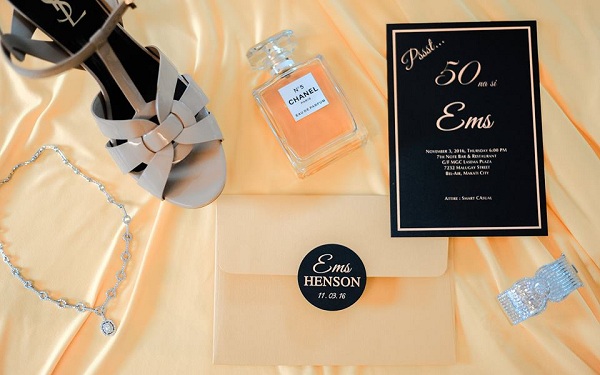 YSL
N°5
CHANEL
PARIS
EAU DE PARFUM
Pssst...
50 na si
Ems
November 3, 2016, Thursday 6:00 PM
7th Note Bar & Restaurant
G/F MGC Landma Plaza
7232 Malugay Street
Bel-Air, Makati City
Attire : Smart Casual
Ems
HENSON
11. 03. 16